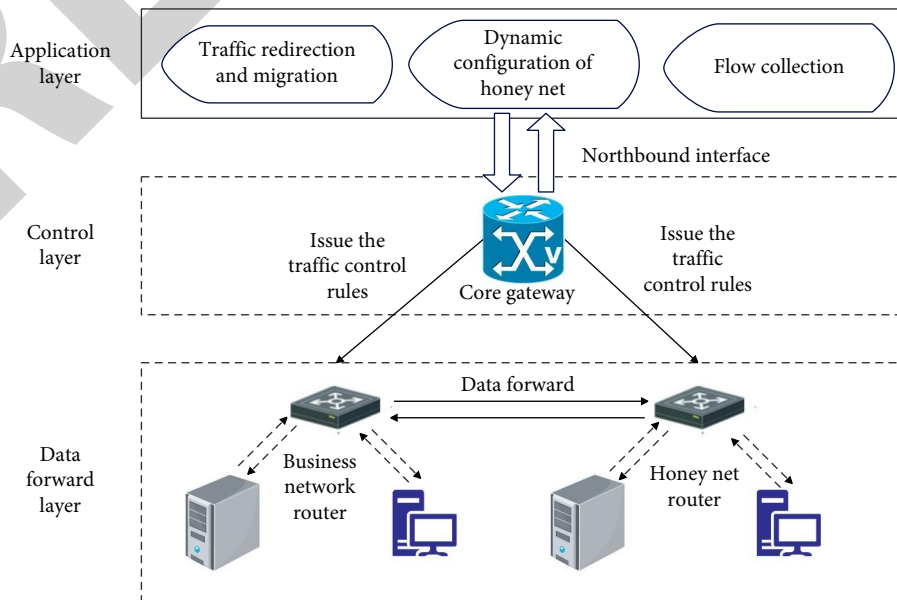 Application
layer
Traffic redirection
and migration
Dynamic
configuration of
honey net
Flow collection
Northbound interface
Control
layer
Issue the
traffic control
rules
V
Core gateway
Issue the
traffic
control rules
Data
forward
layer
Data forward
Business
network
router
Honey net
router